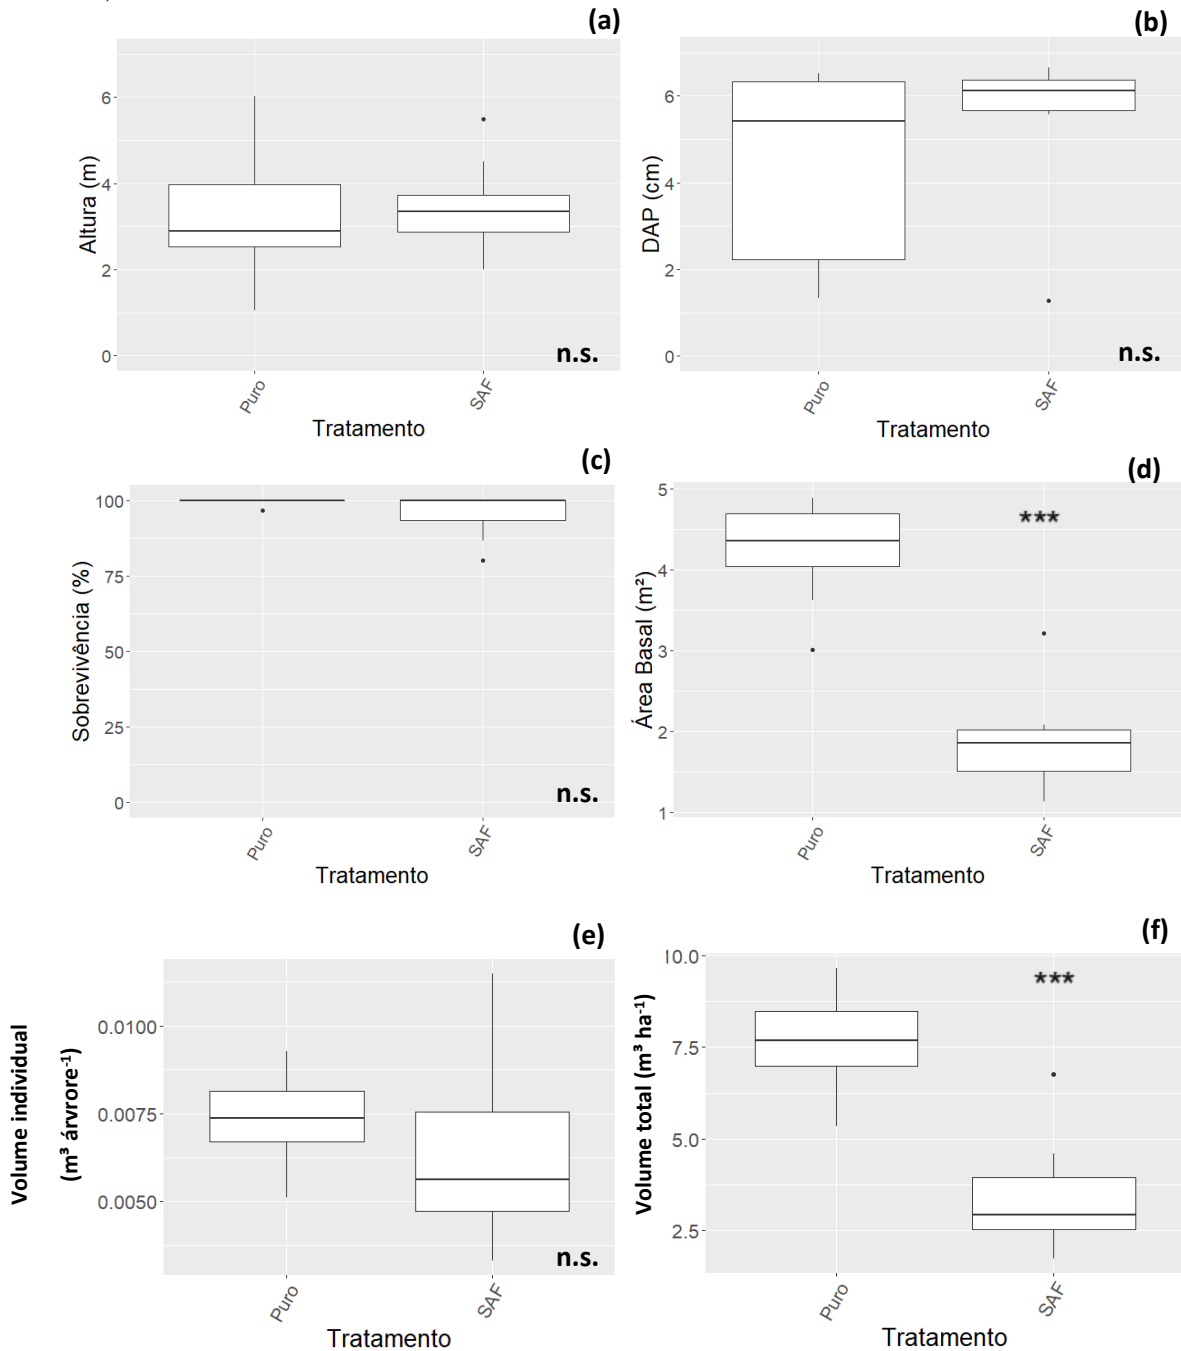 )
(a)
6
4
2
0
Altura (m)
n.s.
Puro
SAF
Tratamento
(b)
6
4
2
0
DAP (cm)
n.s.
Puro
SAF
Tratamento
(c)
100
75
50
25
0
Sobrevivência (%)
n.s.
Puro
SAF
Tratamento
(d)
5
4
3
2
1
Área Basal (m²)
***
Puro
SAF
Tratamento
(e)
0.0100
0.0075
0.0050
Volume individual
(m³ árvrore⁻¹)
n.s.
Puro
SAF
Tratamento
(f)
10.0
7.5
5.0
2.5
Volume total (m³ ha⁻¹)
***
Puro
SAF
Tratamento